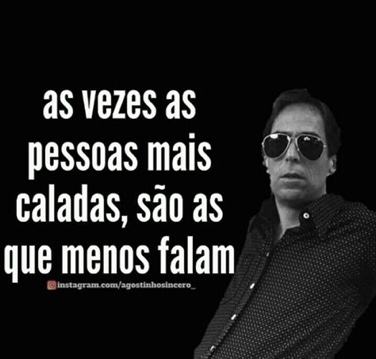 as vezes as
pessoas mais
caladas, são as
que menos falam
instagram.com/agostinhosincero_